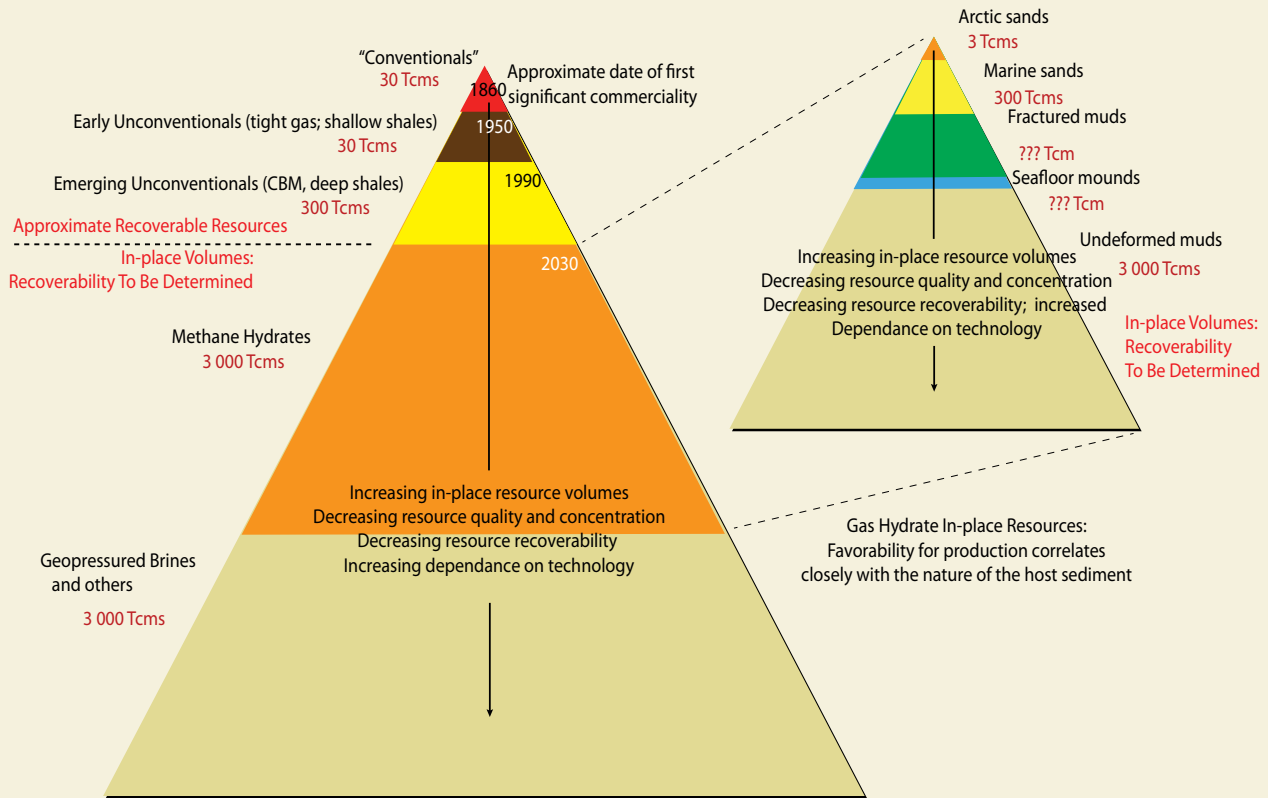 "Conventionals"
30 Tcms
1860
Approximate date of first
significant commerciality
Early Unconventionals (tight gas; shallow shales)
30 Tcms
1950
Emerging Unconventionals (CBM, deep shales)
300 Tcms
1990
Approximate Recoverable Resources
In-place Volumes:
Recoverability To Be Determined
2030
Methane Hydrates
3 000 Tcms
Increasing in-place resource volumes
Decreasing resource quality and concentration
Decreasing resource recoverability
Increasing dependance on technology
Geopressured Brines
and others
3 000 Tcms
Arctic sands
3 Tcms
Marine sands
300 Tcms
Fractured muds
??? Tcm
Seafloor mounds
??? Tcm
Undeformed muds
3 000 Tcms
Increasing in-place resource volumes
Decreasing resource quality and concentration
Decreasing resource recoverability; increased
Dependance on technology
In-place Volumes:
Recoverability
To Be Determined
Gas Hydrate In-place Resources:
Favorability for production correlates
closely with the nature of the host sediment